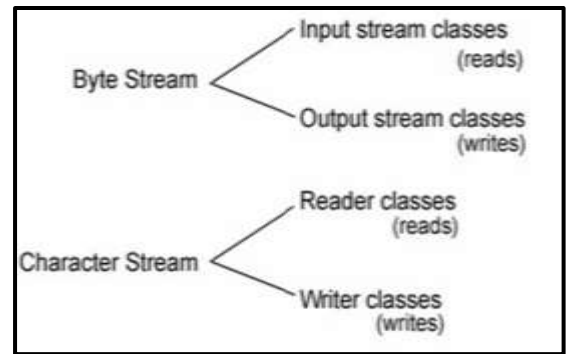 Input stream classes
(reads)
Byte Stream
Output stream classes
(writes)
Reader classes
(reads)
Character Stream
Writer classes
(writes)